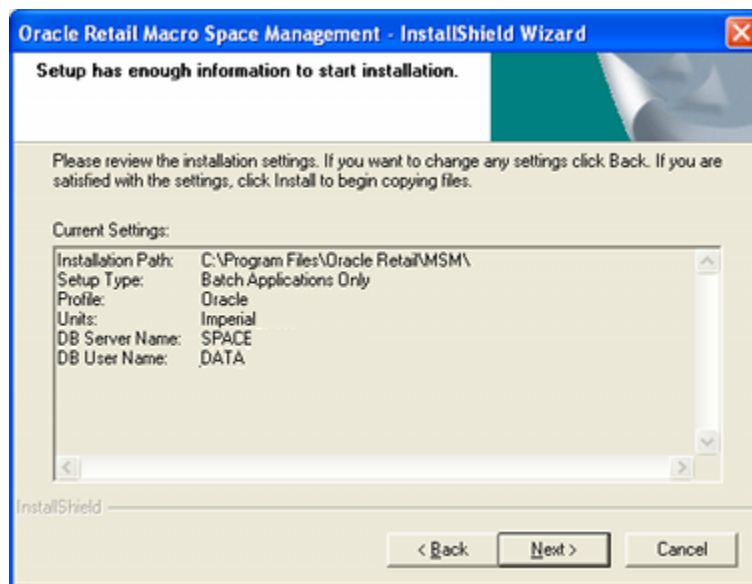 Oracle Retail Macro Space Management - InstallShield Wizard
Setup has enough information to start installation.
Please review the installation settings. If you want to change any settings click Back. If you are
satisfied with the settings, click Install to begin copying files.
Current Settings:
Installation Path: C:\Program Files\Oracle Retail\MSM\
Setup Type: Batch Applications Only
Profile: Oracle
Units: Imperial
DB Server Name: SPACE
DB User Name: DATA
InstallShield
< Back Next > Cancel